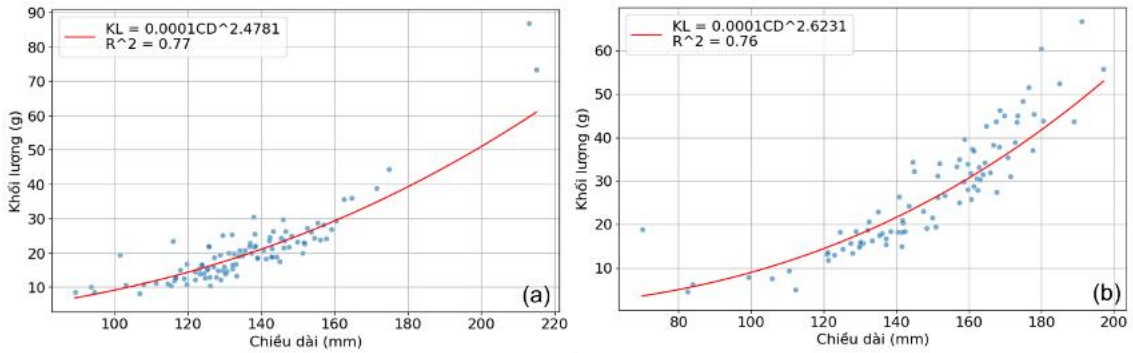 KL = 0.0001CD^2.4781
R^2 = 0.77
90
80
70
60
50
40
30
20
10
Khối lượng (g)
100
120
140
160
180
200
220
Chiều dài (mm)
(a)
KL = 0.0001CD^2.6231
R^2 = 0.76
60
50
40
30
20
10
Khối lượng (g)
80
100
120
140
160
180
200
Chiều dài (mm)
(b)